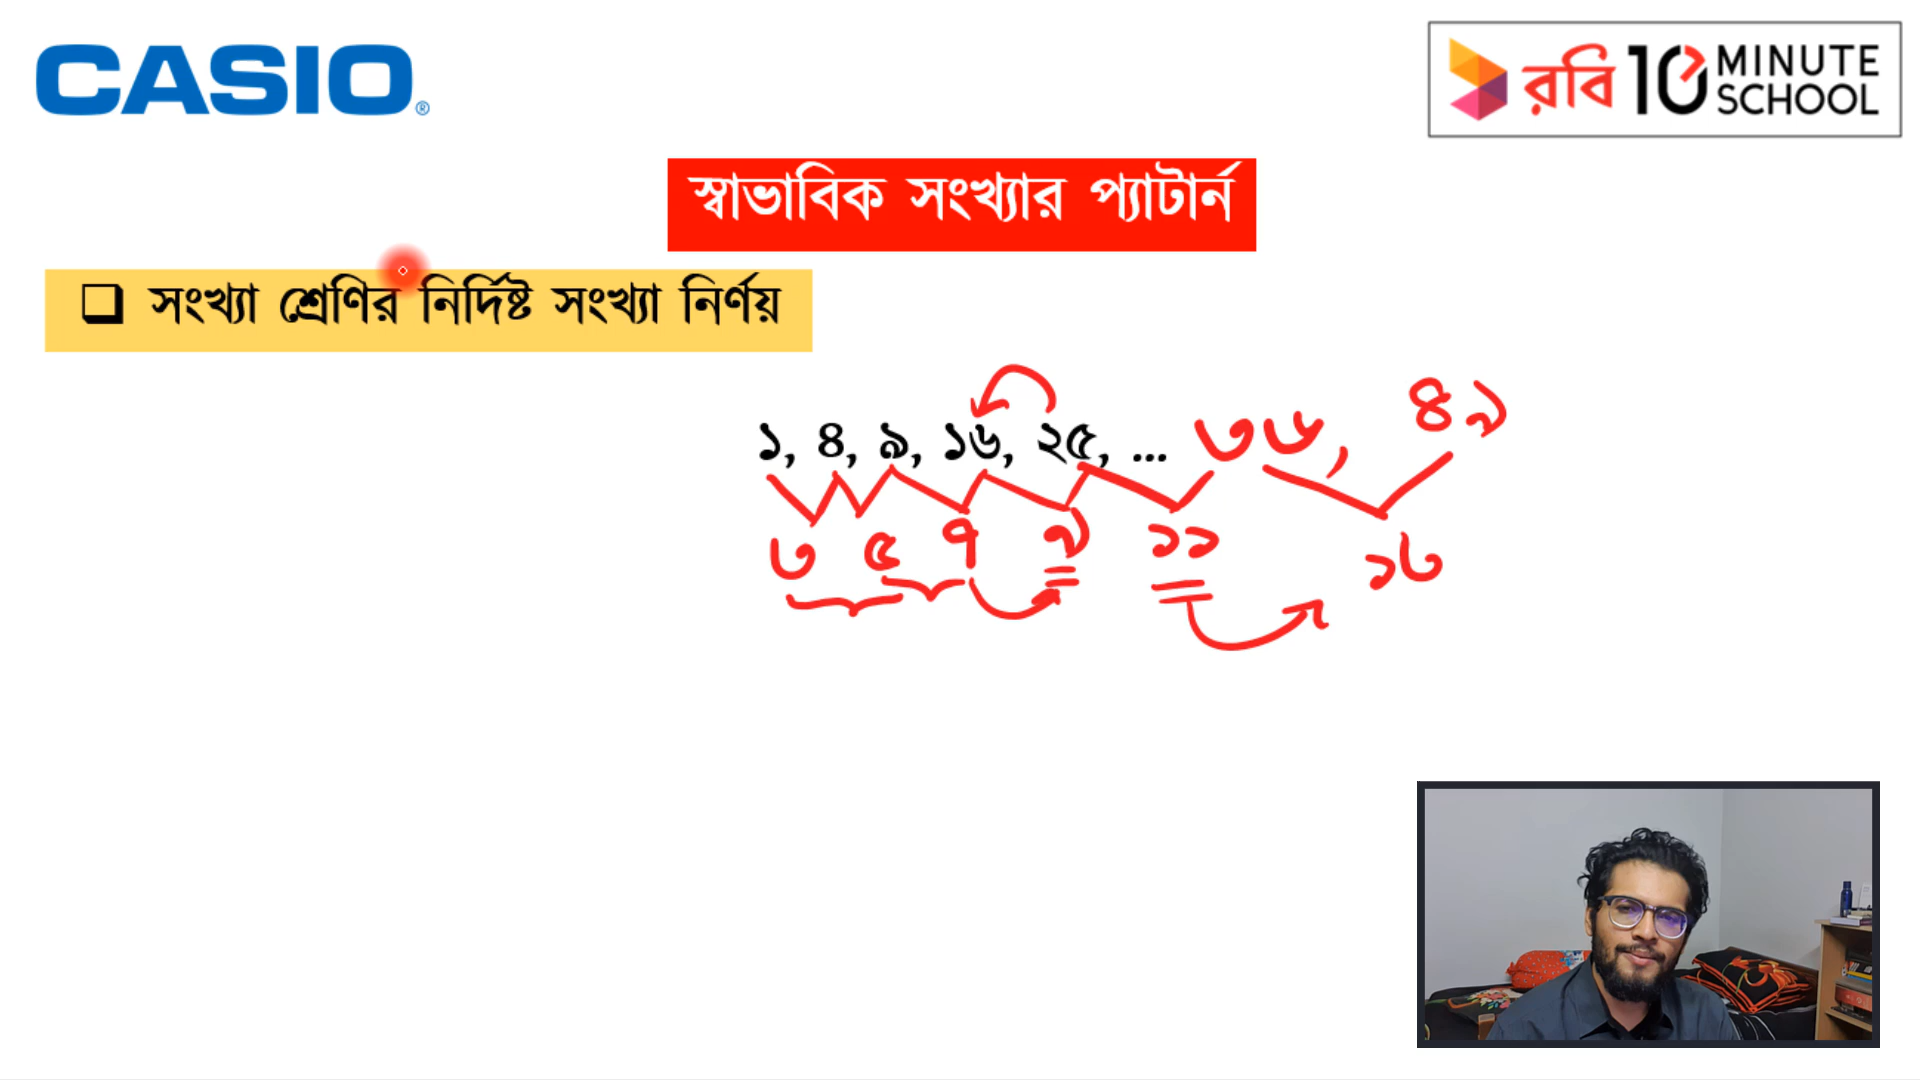 CASIO®
রবি 10 MINUTE SCHOOL
স্বাভাবিক সংখ্যার প্যাটার্ন
❑ সংখ্যা শ্রেণির নির্দিষ্ট সংখ্যা নির্ণয়
১, ৪, ৯, ১৬, ২৫, ... ৩৬, ৪৯
৩ ৫ ৭ ৯ ১১ ১৩